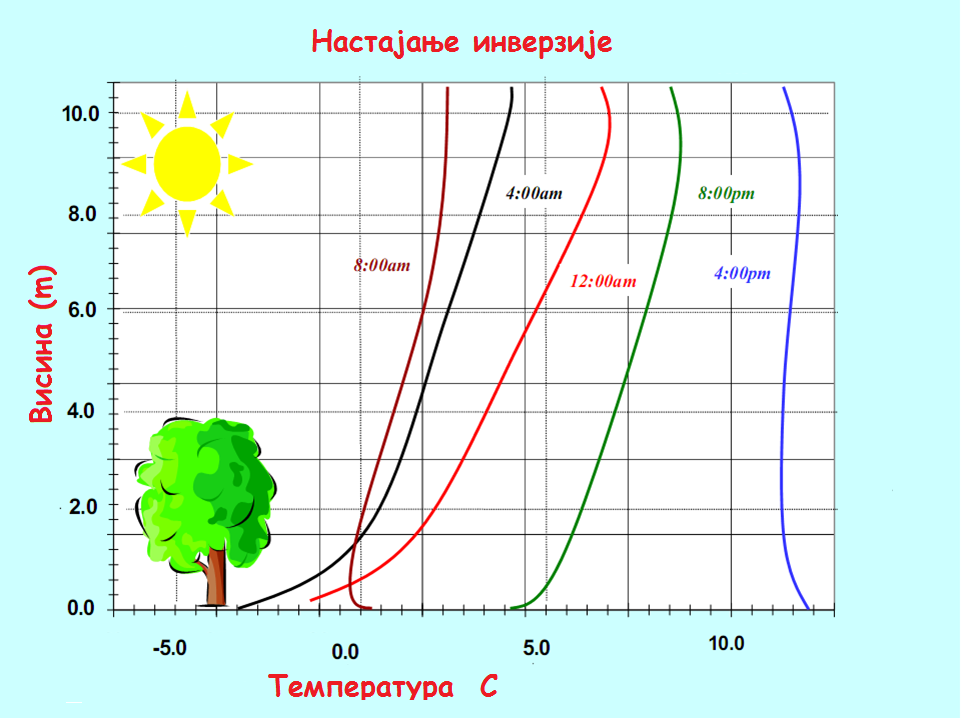 Настајање инверзије
10.0
8.0
6.0
4.0
2.0
0.0
Висина (m)
4:00am
8:00pm
8:00am
12:00am
4:00pm
-5.0
0.0
5.0
10.0
Температура C